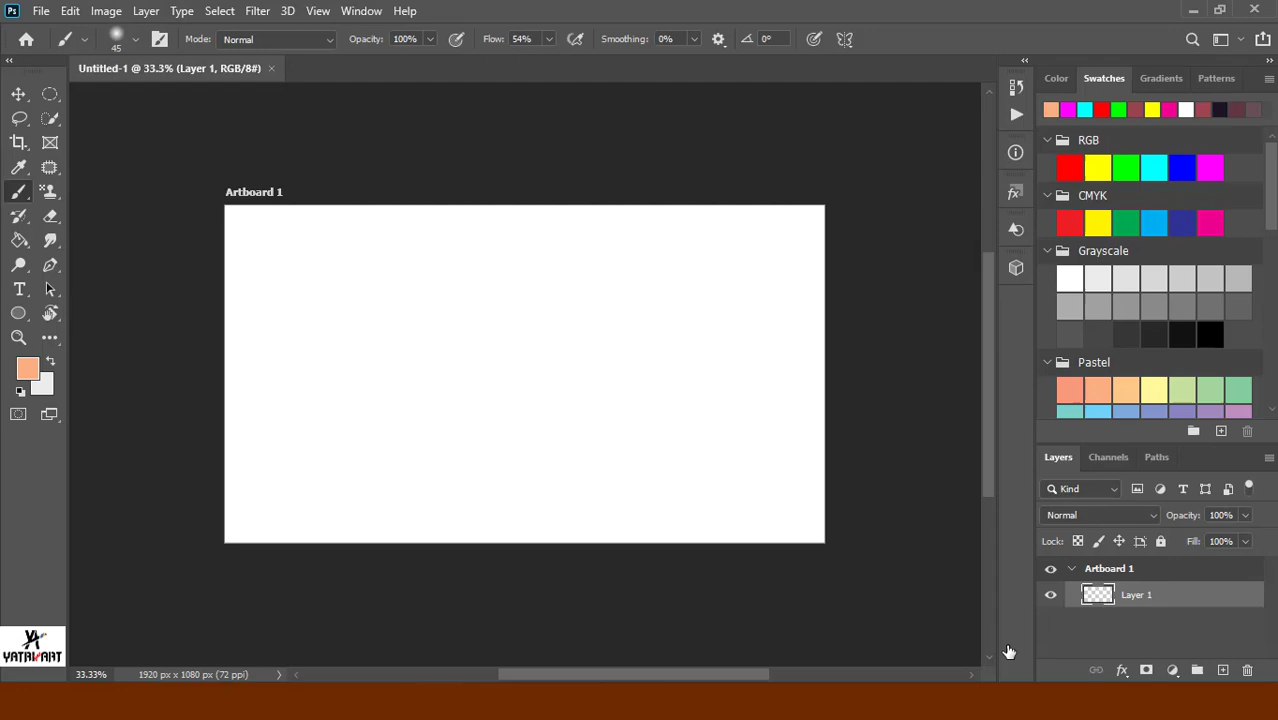 Ps File Edit Image Layer Type Select Filter 3D View Window Help
45 Mode: Normal Opacity: 100% Flow: 54% Smoothing: 0% 0°
Untitled-1 @ 33.3% (Layer 1, RGB/8#) ×
Color Swatches Gradients Patterns
RGB
CMYK
Artboard 1
Grayscale
Pastel
Layers Channels Paths
Kind
Normal Opacity: 100%
Lock: Fill: 100%
Artboard 1
Layer 1
YATRIKART
33.33% 1920 px x 1080 px (72 ppi)
fx